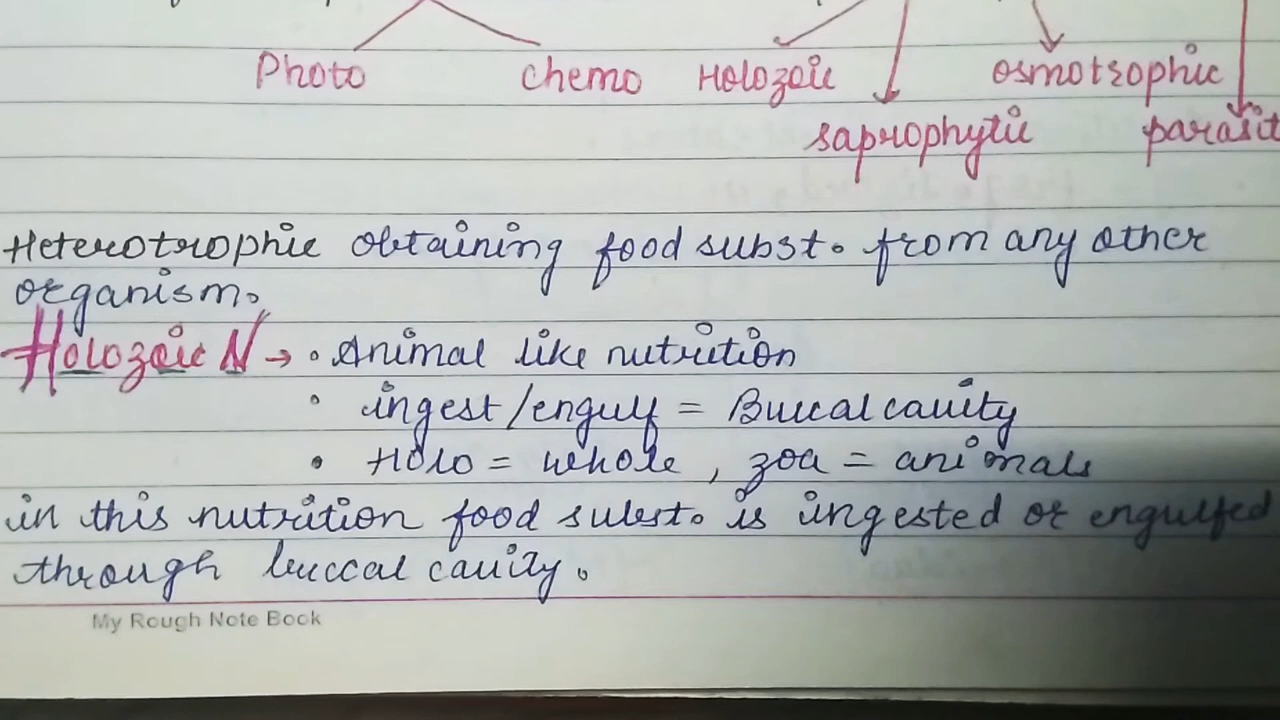 Photo chemo Holozoic osmotrophic
saprophytic parasit
Heterotrophic obtaining food subst. from any other
organism.
Holozoic N → • Animal like nutrition
• ingest/engulf = Buccal cavity
• Holo = whole, zoa = animals
in this nutrition food subst. is ingested or engulfed
through buccal cavity.
My Rough Note Book